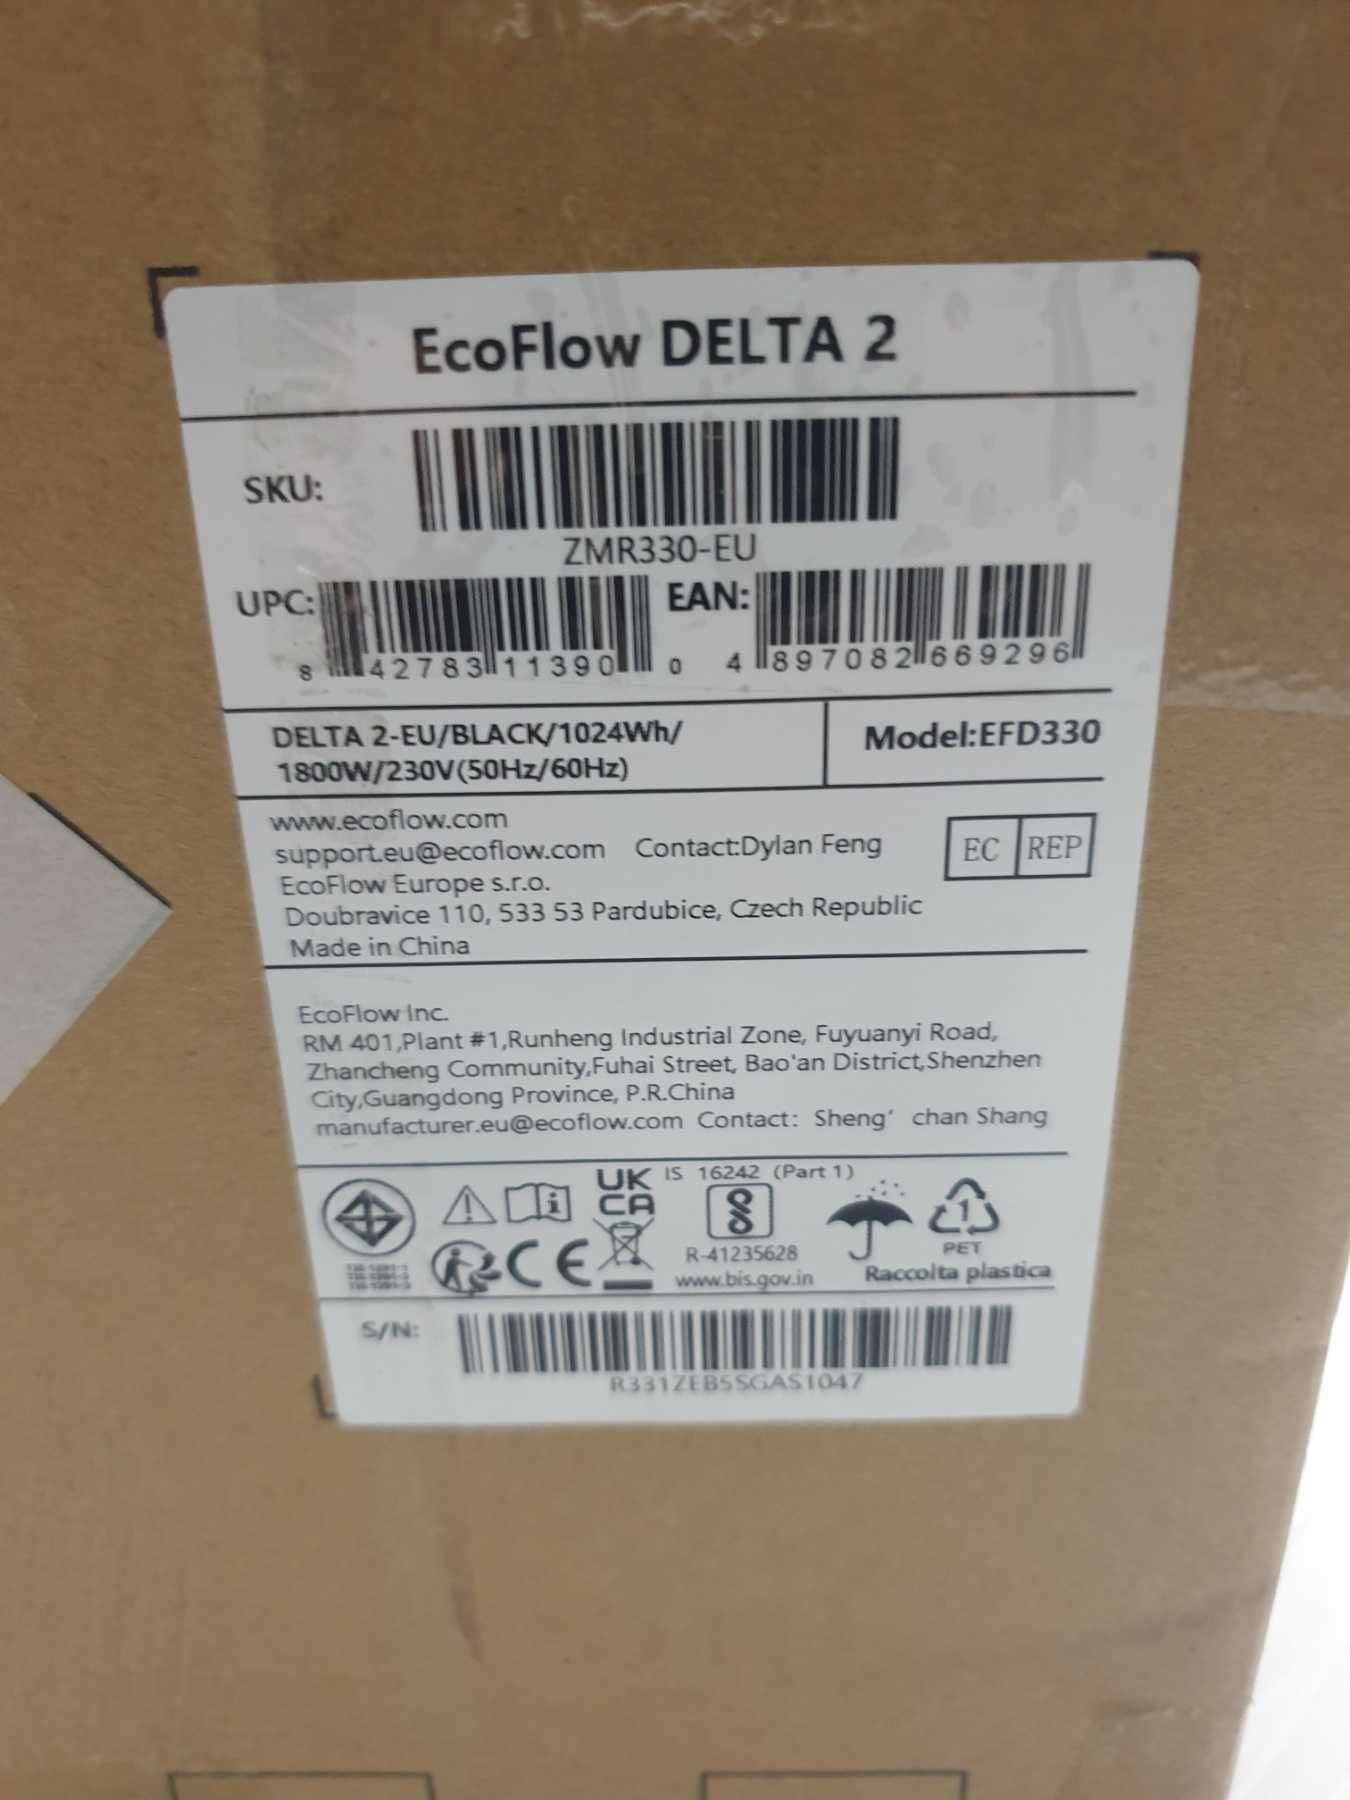 EcoFlow DELTA 2
SKU:
ZMR330-EU
UPC: EAN:
8 42783 11390 0 4 897082 669296
DELTA 2-EU/BLACK/1024Wh/
1800W/230V(50Hz/60Hz)
Model:EFD330
www.ecoflow.com
support.eu@ecoflow.com Contact:Dylan Feng
EC REP
EcoFlow Europe s.r.o.
Doubravice 110, 533 53 Pardubice, Czech Republic
Made in China
EcoFlow Inc.
RM 401,Plant #1,Runheng Industrial Zone, Fuyuanyi Road,
Zhancheng Community,Fuhai Street, Bao'an District,Shenzhen
City,Guangdong Province, P.R.China
manufacturer.eu@ecoflow.com Contact: Sheng' chan Shang
UK
CA
IS 16242 (Part 1)
R-41235628
www.bis.gov.in
CE
1
PET
Raccolta plastica
S/N:
R331ZEB5SGAS1047